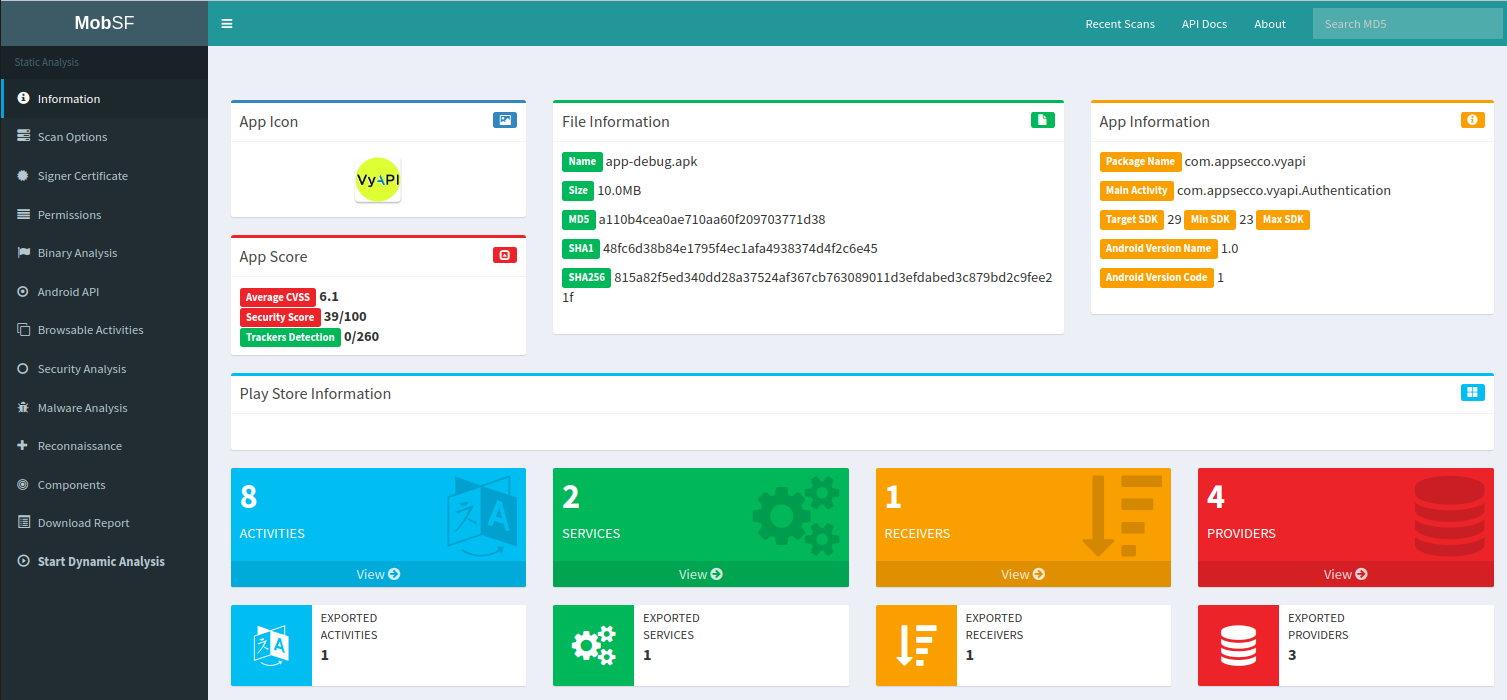 MobSF
Recent Scans
API Docs
About
Search MD5
Static Analysis
Information
Scan Options
Signer Certificate
Permissions
Binary Analysis
Android API
Browsable Activities
Security Analysis
Malware Analysis
Reconnaissance
Components
Download Report
Start Dynamic Analysis
App Icon
VyAPI
App Score
Average CVSS 6.1
Security Score 39/100
Trackers Detection 0/260
File Information
Name app-debug.apk
Size 10.0MB
MD5 a110b4cea0ae710aa60f209703771d38
SHA1 48fc6d38b84e1795f4ec1afa4938374d4f2c6e45
SHA256 815a82f5ed340dd28a37524af367cb763089011d3efdabed3c879bd2c9fee2
1f
App Information
Package Name com.appsecco.vyapi
Main Activity com.appsecco.vyapi.Authentication
Target SDK 29 Min SDK 23 Max SDK
Android Version Name 1.0
Android Version Code 1
Play Store Information
8
ACTIVITIES
View
2
SERVICES
View
1
RECEIVERS
View
4
PROVIDERS
View
EXPORTED
ACTIVITIES
1
EXPORTED
SERVICES
1
EXPORTED
RECEIVERS
1
EXPORTED
PROVIDERS
3